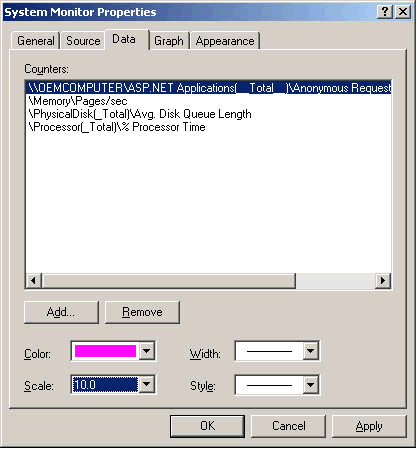 System Monitor Properties
General Source Data Graph Appearance
Counters:
\\OEMCOMPUTER\ASP.NET Applications(__Total__)\Anonymous Request
\Memory\Pages/sec
\PhysicalDisk(_Total)\Avg. Disk Queue Length
\Processor(_Total)\% Processor Time
Add... Remove
Color: Width:
Scale: 10.0 Style:
OK Cancel Apply